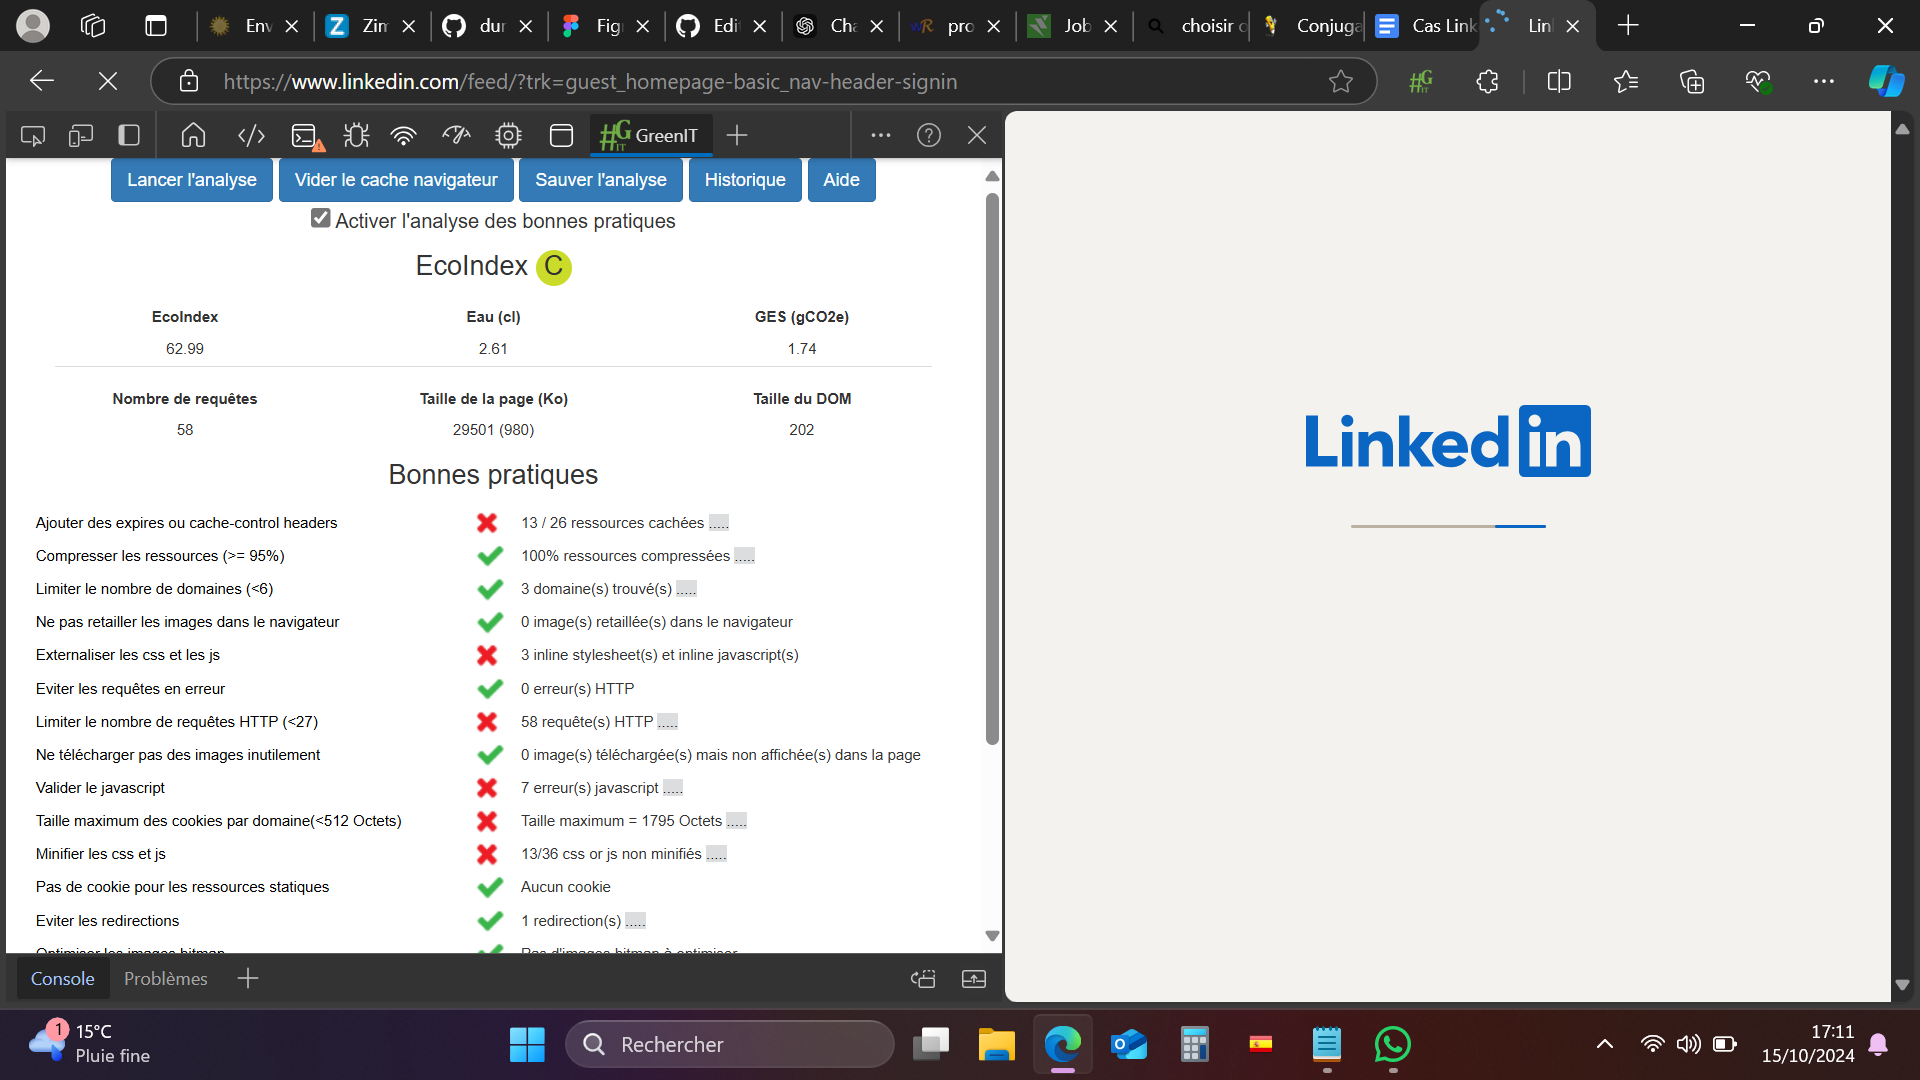 Env
Zim
dur
Fig
Edi
Cha
pro
Job
choisir o
Conjuga
Cas Link
Lin
https://www.linkedin.com/feed/?trk=guest_homepage-basic_nav-header-signin
GreenIT
Lancer l'analyse
Vider le cache navigateur
Sauver l'analyse
Historique
Aide
Activer l'analyse des bonnes pratiques
EcoIndex C
EcoIndex Eau (cl) GES (gCO2e)
62.99 2.61 1.74
Nombre de requêtes Taille de la page (Ko) Taille du DOM
58 29501 (980) 202
Bonnes pratiques
Ajouter des expires ou cache-control headers 13 / 26 ressources cachées .....
Compresser les ressources (>= 95%) 100% ressources compressées .....
Limiter le nombre de domaines (<6) 3 domaine(s) trouvé(s) .....
Ne pas retailler les images dans le navigateur 0 image(s) retaillée(s) dans le navigateur
Externaliser les css et les js 3 inline stylesheet(s) et inline javascript(s)
Eviter les requêtes en erreur 0 erreur(s) HTTP
Limiter le nombre de requêtes HTTP (<27) 58 requête(s) HTTP .....
Ne télécharger pas des images inutilement 0 image(s) téléchargée(s) mais non affichée(s) dans la page
Valider le javascript 7 erreur(s) javascript .....
Taille maximum des cookies par domaine(<512 Octets) Taille maximum = 1795 Octets .....
Minifier les css et js 13/36 css or js non minifiés .....
Pas de cookie pour les ressources statiques Aucun cookie
Eviter les redirections 1 redirection(s) .....
Optimiser les images bitmap Pas d'images bitmap à optimiser
Console
Problèmes
Linkedin
1
15°C
Pluie fine
Rechercher
17:11
15/10/2024